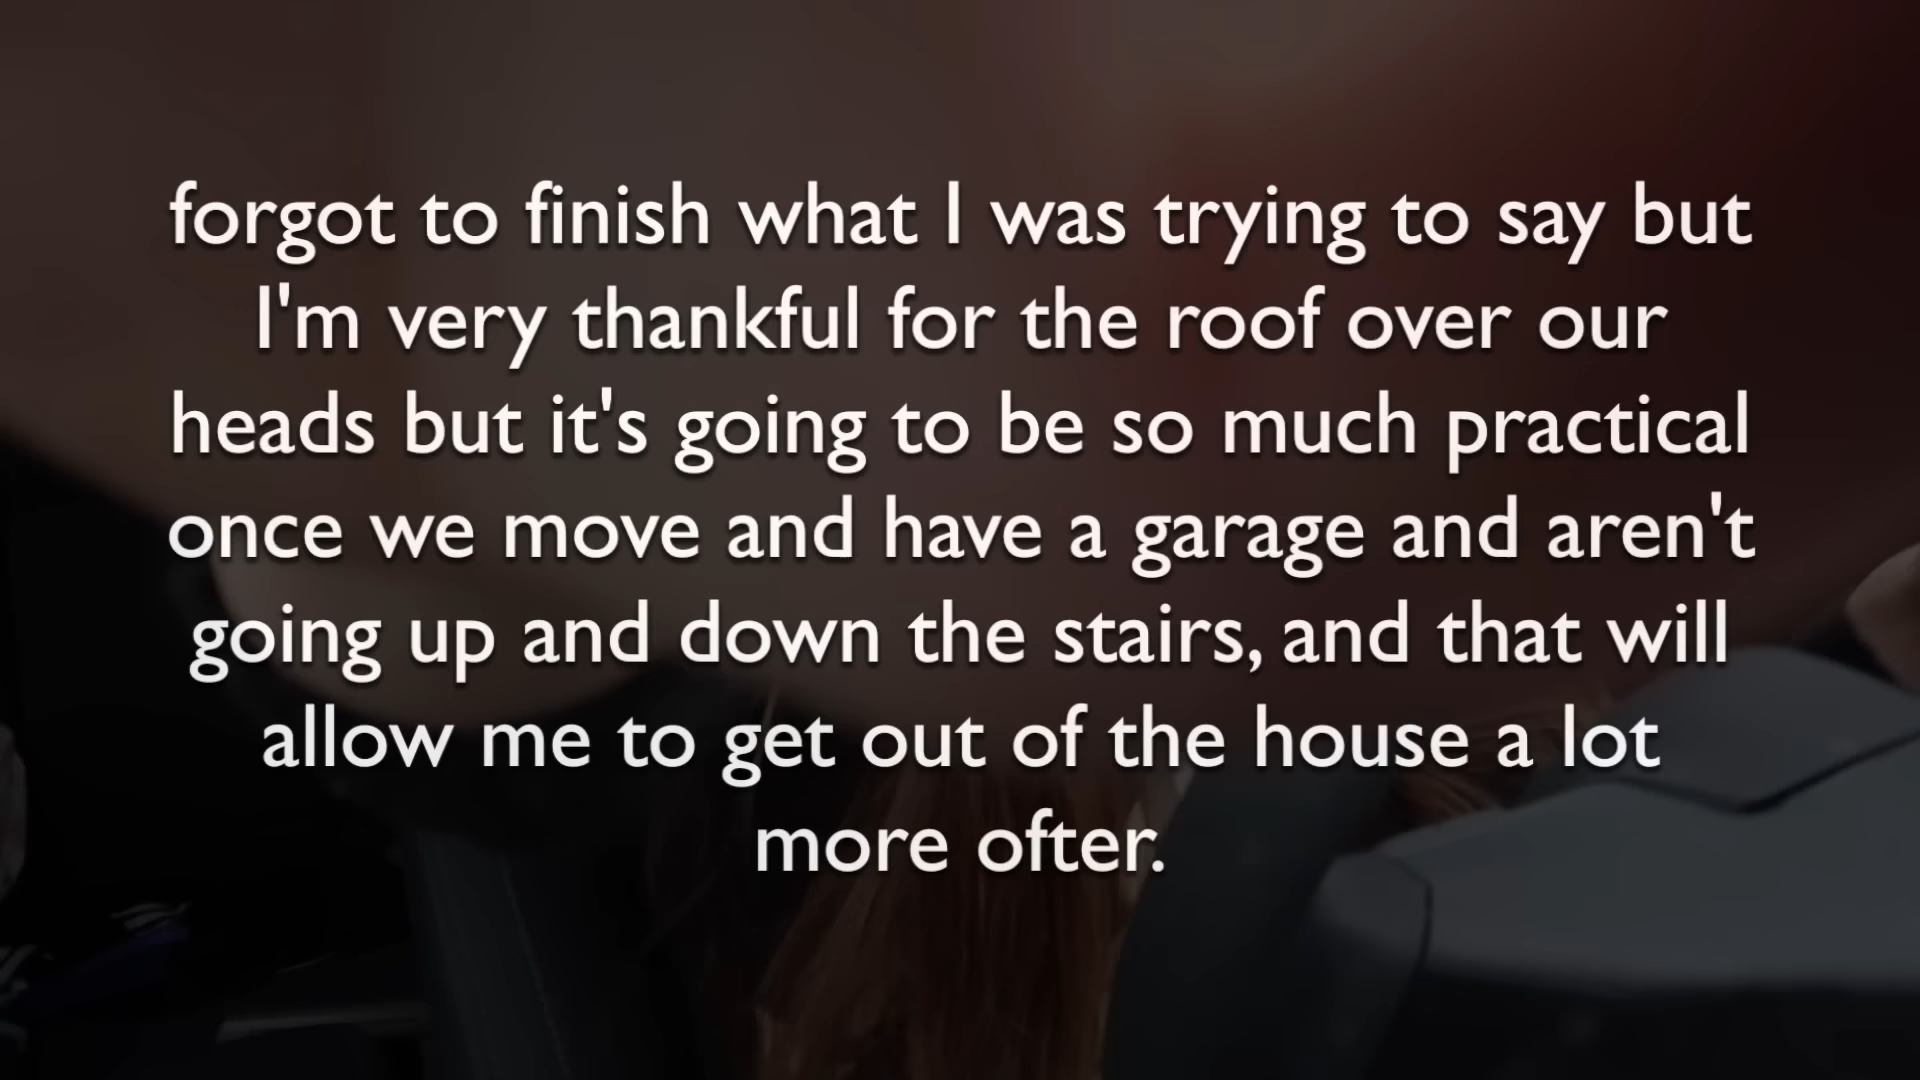 forgot to finish what I was trying to say but
I'm very thankful for the roof over our
heads but it's going to be so much practical
once we move and have a garage and aren't
going up and down the stairs, and that will
allow me to get out of the house a lot
more ofter.